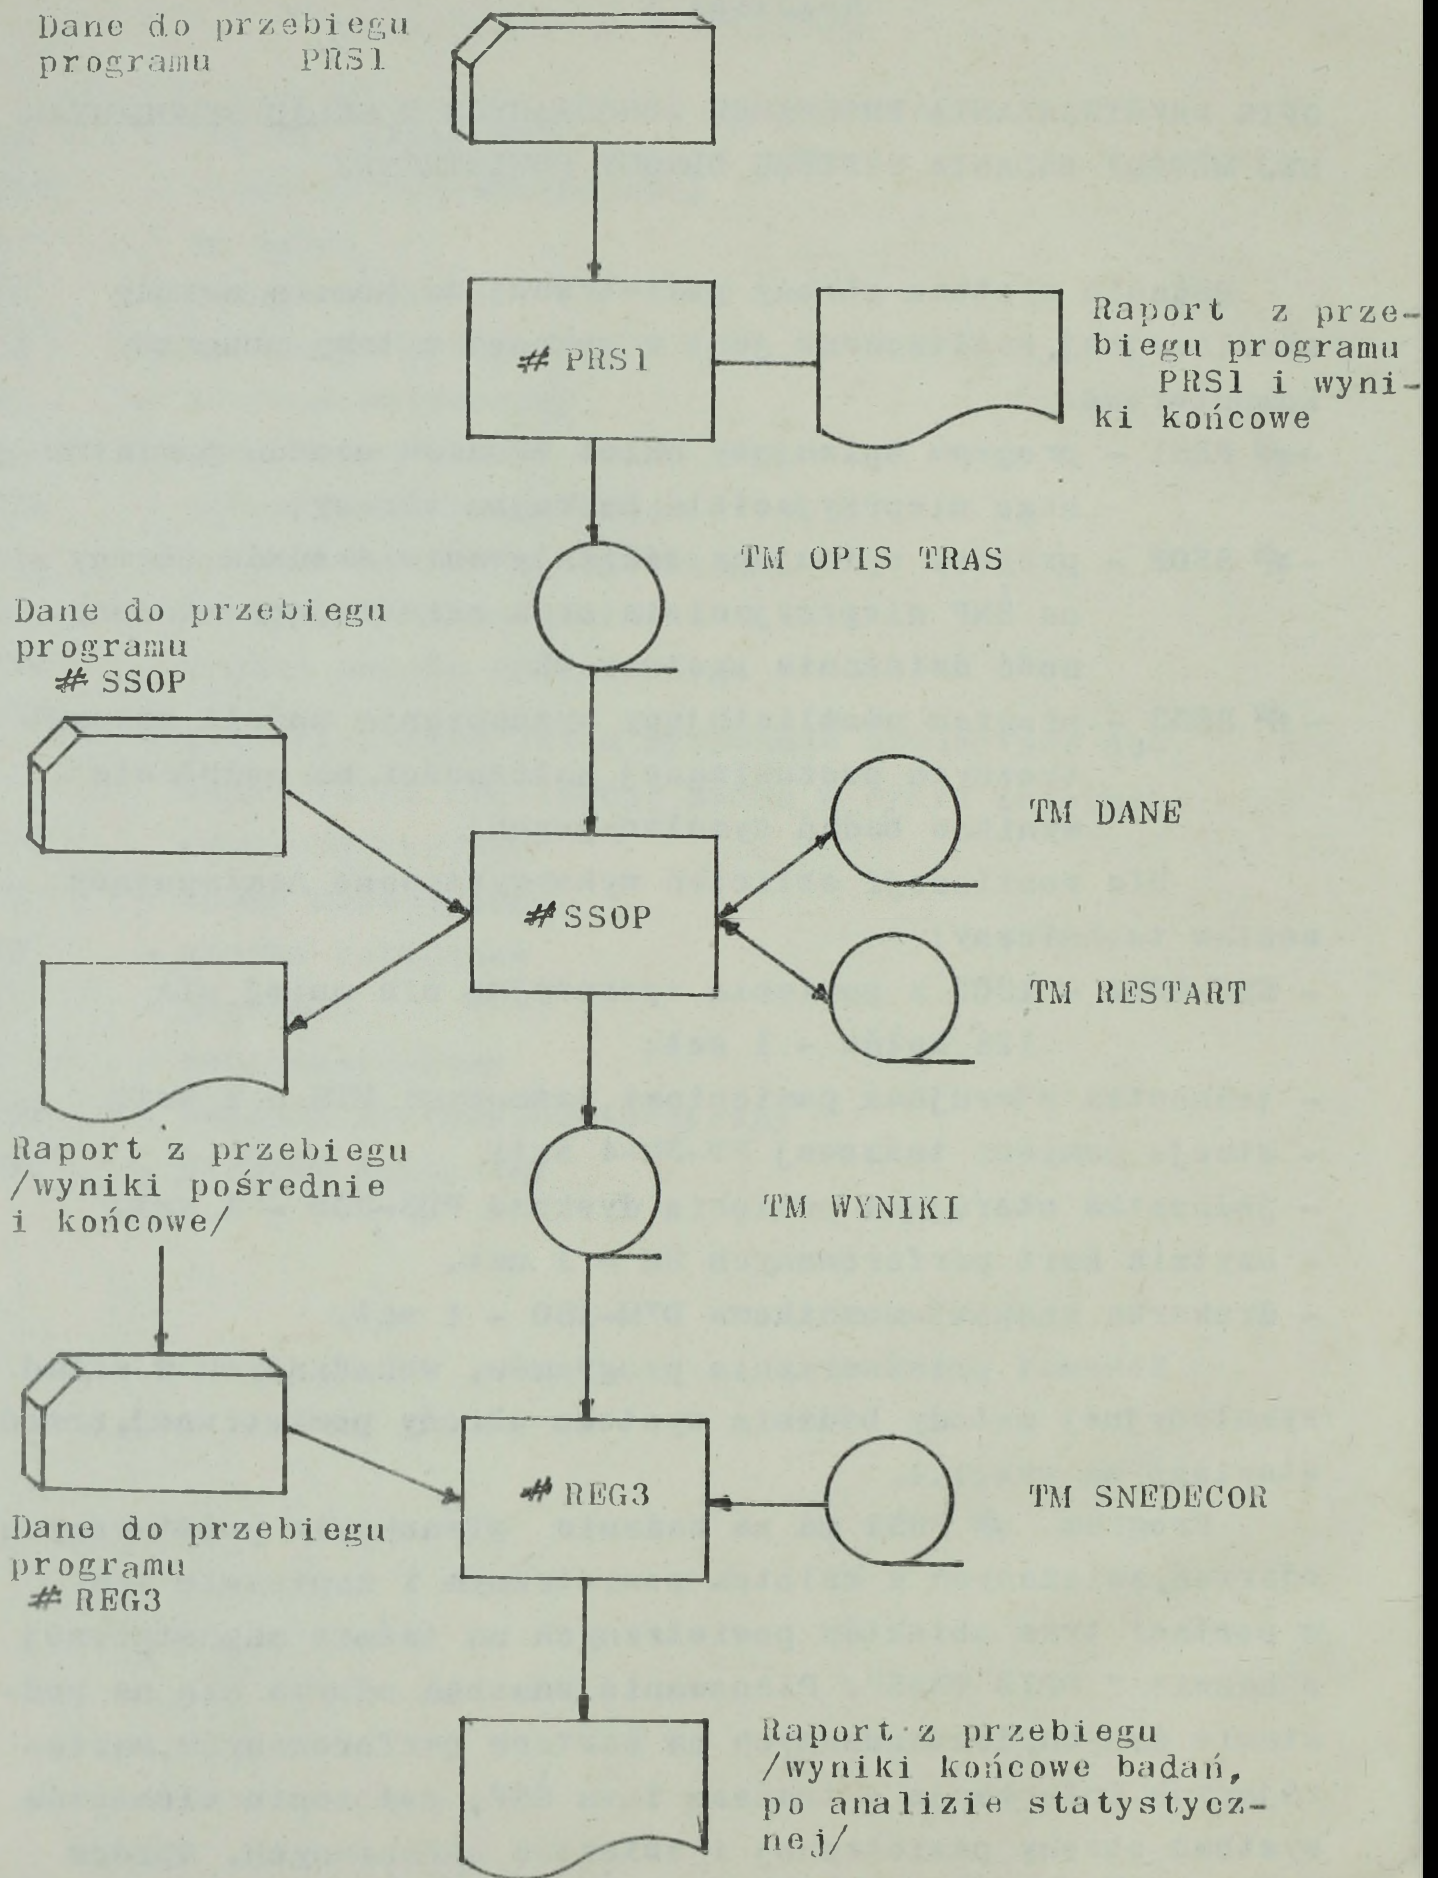 Dane do przebiegu
programu PRS1
# PRS1
Raport z prze-
biegu programu
PRS1 i wyni-
ki końcowe
TM OPIS TRAS
Dane do przebiegu
programu
# SSOP
TM DANE
# SSOP
TM RESTART
Raport z przebiegu
/wyniki pośrednie
i końcowe/
TM WYNIKI
# REG3
TM SNEDECOR
Dane do przebiegu
programu
# REG3
Raport z przebiegu
/wyniki końcowe badań,
po analizie statystycz-
nej/